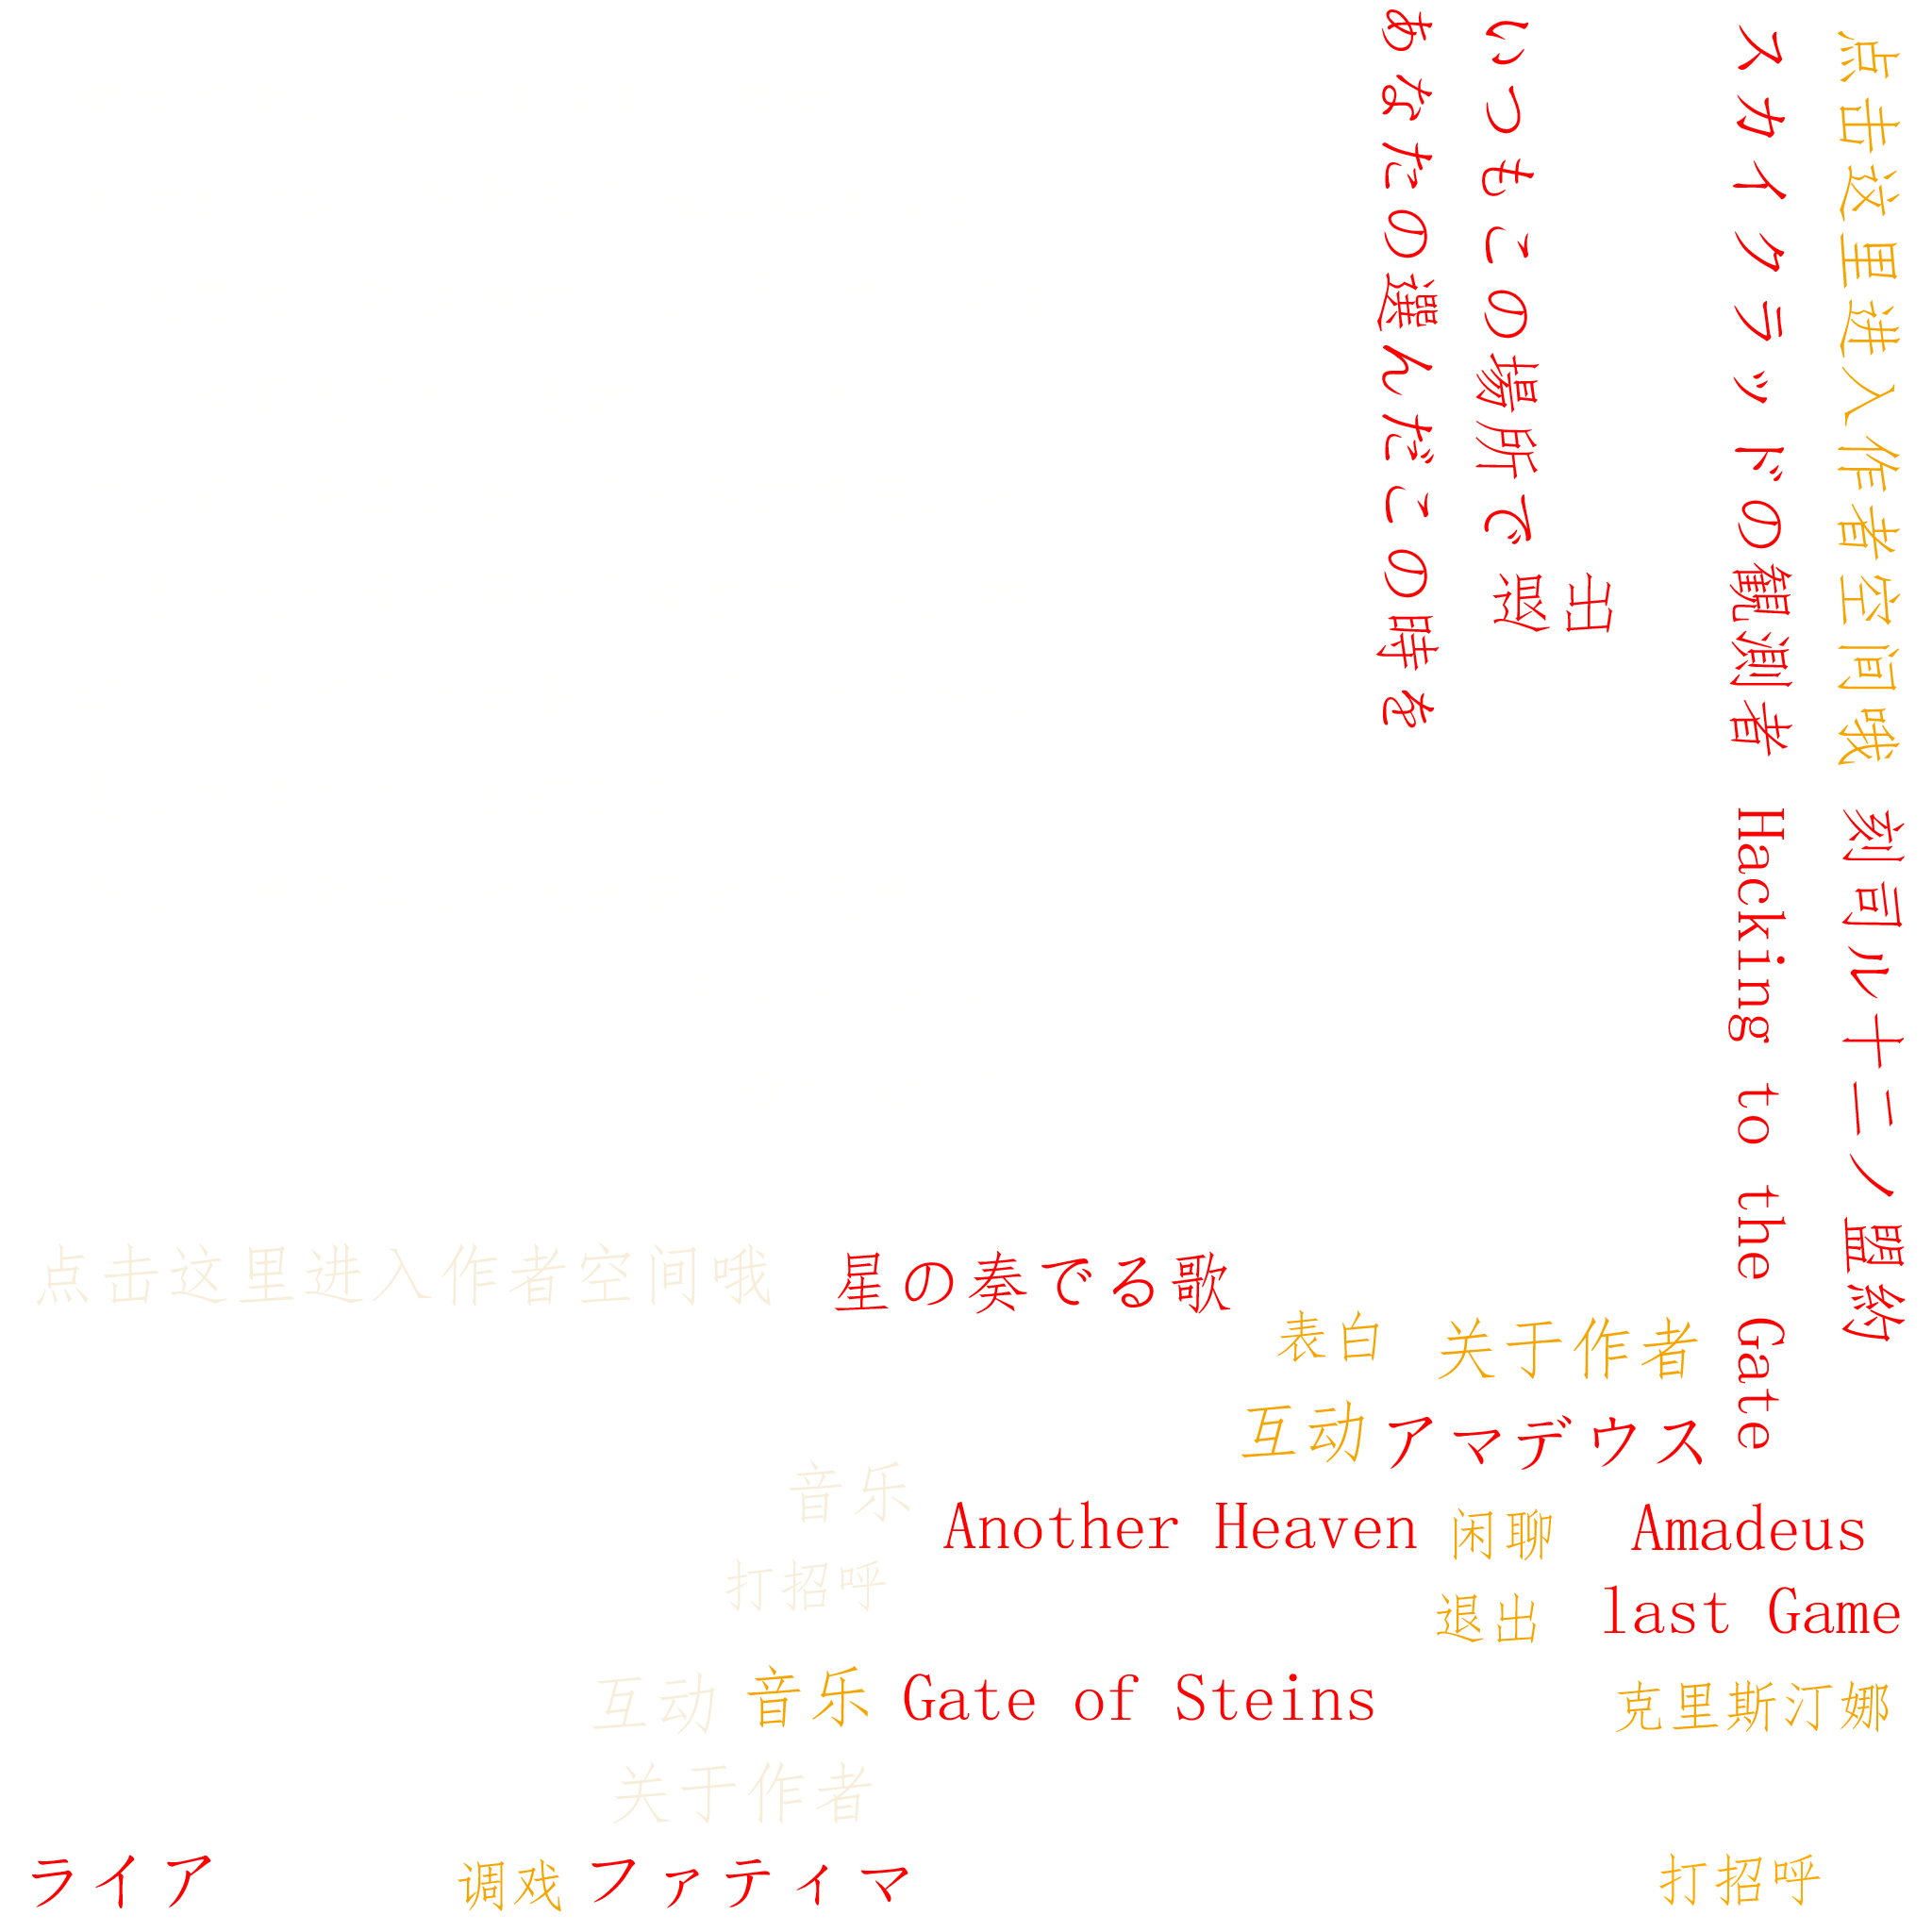 あなたの選んだこの時を
いつもこの場所で
退出
スカイクラッドの観測者
点击这里进入作者空间哦
Hacking to the Gate
刻司ル十二ノ盟約
点击这里进入作者空间哦
星の奏でる歌
表白
关于作者
互动
アマデウス
音乐
Another Heaven
闲聊
Amadeus
打招呼
退出
last Game
互动
音乐
Gate of Steins
克里斯汀娜
关于作者
ライア
调戏
ファティマ
打招呼